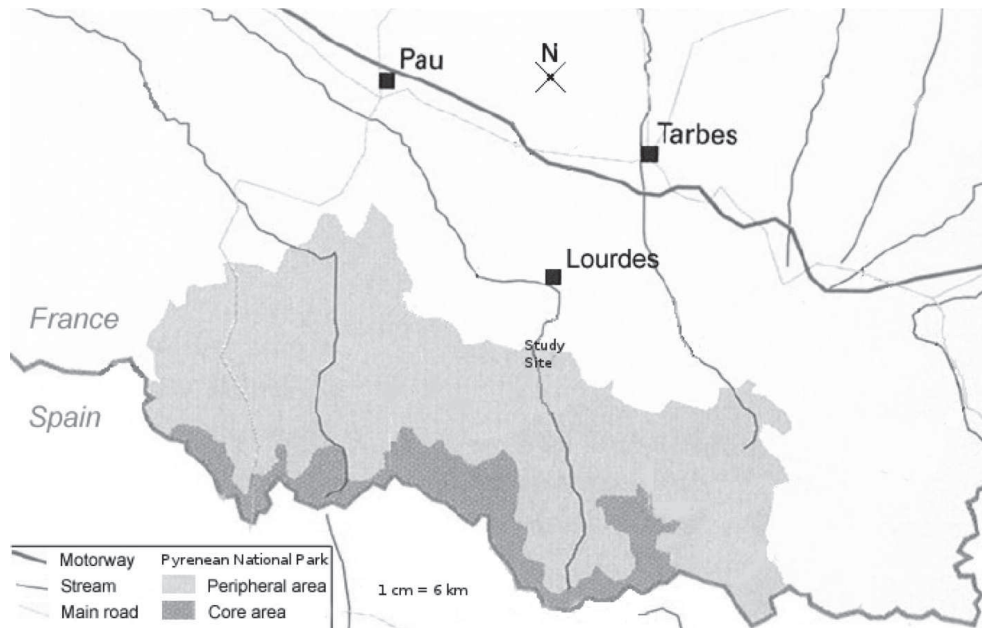 Pau
N
Tarbes
Lourdes
France
Study
Site
Spain
Motorway
Stream
Main road
Pyrenean National Park
Peripheral area
Core area
1 cm = 6 km